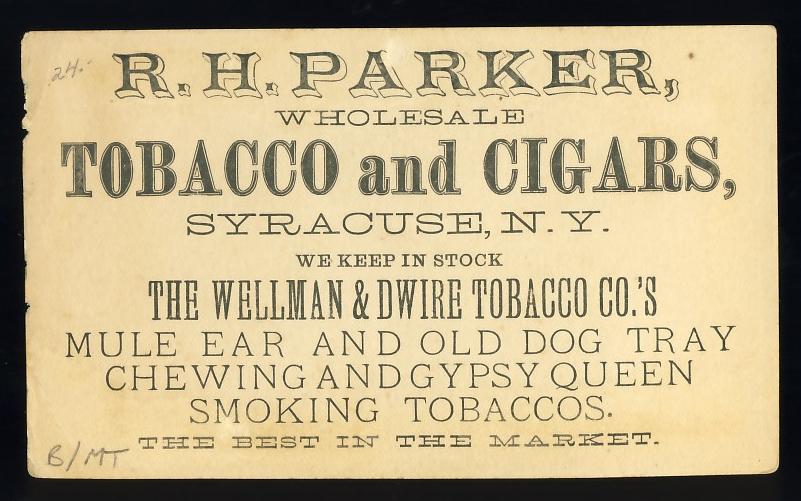 24.-
R. H. PARKER,
WHOLESALE
TOBACCO and CIGARS,
SYRACUSE, N. Y.
WE KEEP IN STOCK
THE WELLMAN & DWIRE TOBACCO CO.'S
MULE EAR AND OLD DOG TRAY
CHEWING AND GYPSY QUEEN
SMOKING TOBACCOS.
THE BEST IN THE MARKET.
B/MT